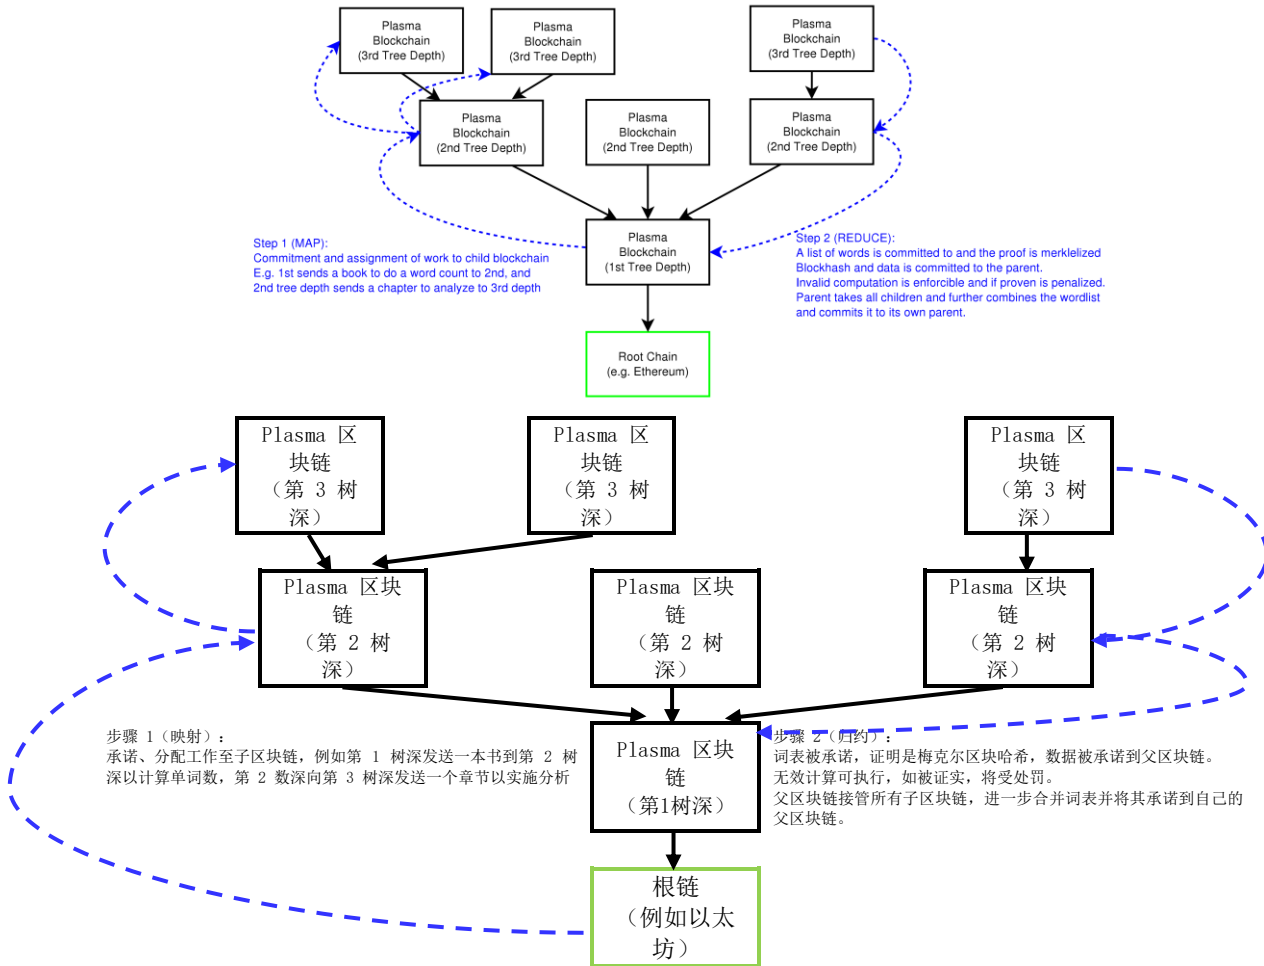 Plasma
Blockchain
(3rd Tree Depth)
Plasma
Blockchain
(3rd Tree Depth)
Plasma
Blockchain
(3rd Tree Depth)
Plasma
Blockchain
(2nd Tree Depth)
Plasma
Blockchain
(2nd Tree Depth)
Plasma
Blockchain
(2nd Tree Depth)
Step 1 (MAP):
Commitment and assignment of work to child blockchain
E.g. 1st sends a book to do a word count to 2nd, and
2nd tree depth sends a chapter to analyze to 3rd depth
Plasma
Blockchain
(1st Tree Depth)
Step 2 (REDUCE):
A list of words is committed to and the proof is merklelized
Blockhash and data is committed to the parent.
Invalid computation is enforcible and if proven is penalized.
Parent takes all children and further combines the wordlist
and commits it to its own parent.
Root Chain
(e.g. Ethereum)
Plasma 区
块链
（第 3 树
深）
Plasma 区
块链
（第 3 树
深）
Plasma 区
块链
（第 3 树
深）
Plasma 区块
链
（第 2 树
深）
Plasma 区块
链
（第 2 树
深）
Plasma 区块
链
（第 2 树
深）
步骤 1（映射）：
承诺、分配工作至子区块链，例如第 1 树深发送一本书到第 2 树
深以计算单词数，第 2 数深向第 3 树深发送一个章节以实施分析
Plasma 区块
链
（第1树深）
步骤 2（归约）：
词表被承诺，证明是梅克尔区块哈希，数据被承诺到父区块链。
无效计算可执行，如被证实，将受处罚。
父区块链接管所有子区块链，进一步合并词表并将其承诺到自己的
父区块链。
根链
（例如以太
坊）